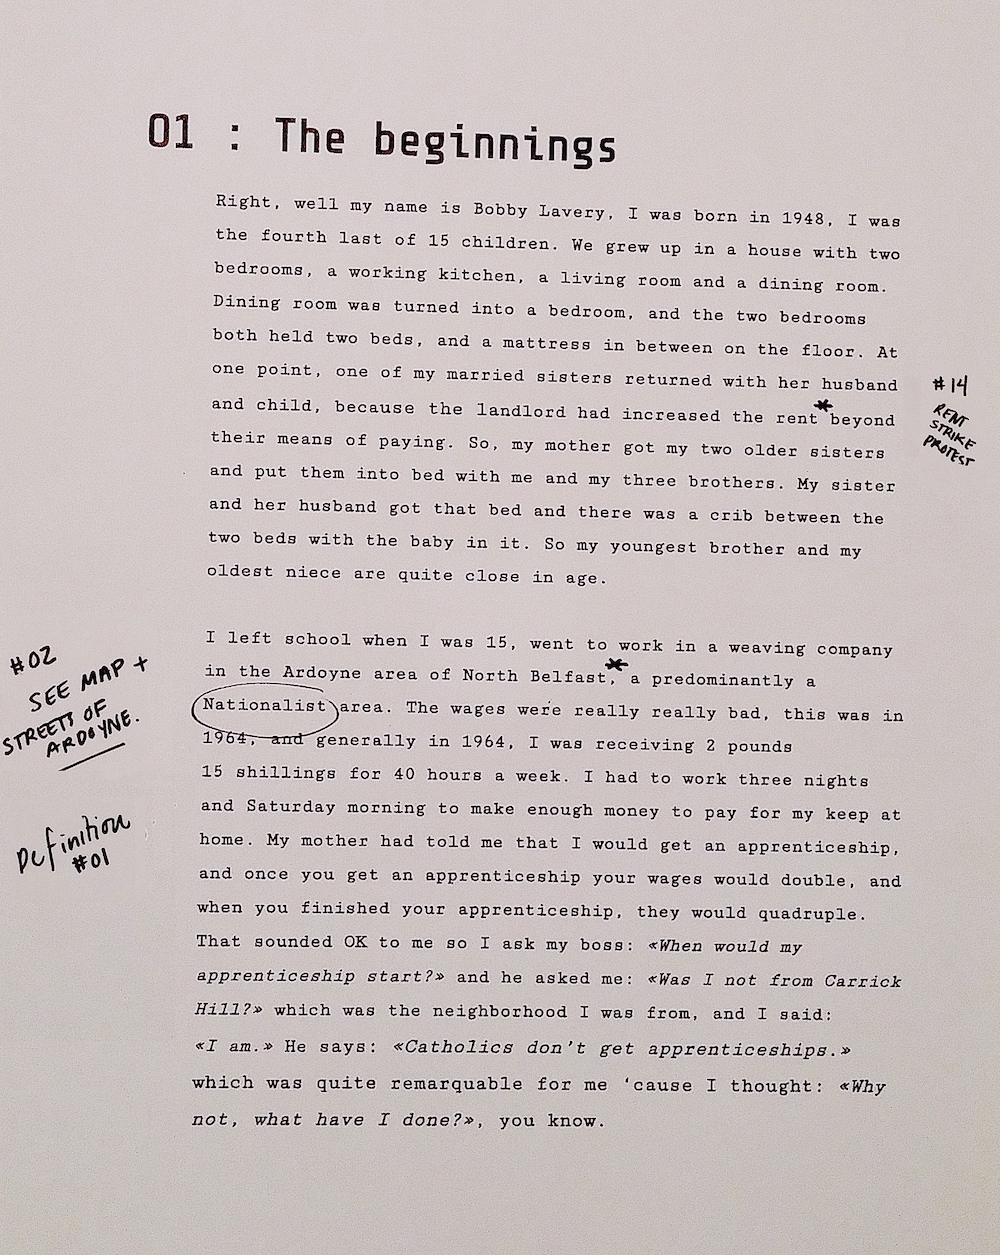 01 : The beginnings
Right, well my name is Bobby Lavery, I was born in 1948, I was
the fourth last of 15 children. We grew up in a house with two
bedrooms, a working kitchen, a living room and a dining room.
Dining room was turned into a bedroom, and the two bedrooms
both held two beds, and a mattress in between on the floor. At
one point, one of my married sisters returned with her husband
and child, because the landlord had increased the rent * beyond
their means of paying. So, my mother got my two older sisters
and put them into bed with me and my three brothers. My sister
and her husband got that bed and there was a crib between the
two beds with the baby in it. So my youngest brother and my
oldest niece are quite close in age.
#14
RENT
STRIKE
PROTEST
I left school when I was 15, went to work in a weaving company
in the Ardoyne area of North Belfast, * a predominantly a
Nationalist area. The wages were really really bad, this was in
1964, and generally in 1964, I was receiving 2 pounds
15 shillings for 40 hours a week. I had to work three nights
and Saturday morning to make enough money to pay for my keep at
home. My mother had told me that I would get an apprenticeship,
and once you get an apprenticeship your wages would double, and
when you finished your apprenticeship, they would quadruple.
That sounded OK to me so I ask my boss: «When would my
apprenticeship start?» and he asked me: «Was I not from Carrick
Hill?» which was the neighborhood I was from, and I said:
«I am.» He says: «Catholics don't get apprenticeships.»
which was quite remarquable for me ‘cause I thought: «Why
not, what have I done?», you know.
#02
SEE MAP +
STREETS OF
ARDOYNE.
Definition
#01